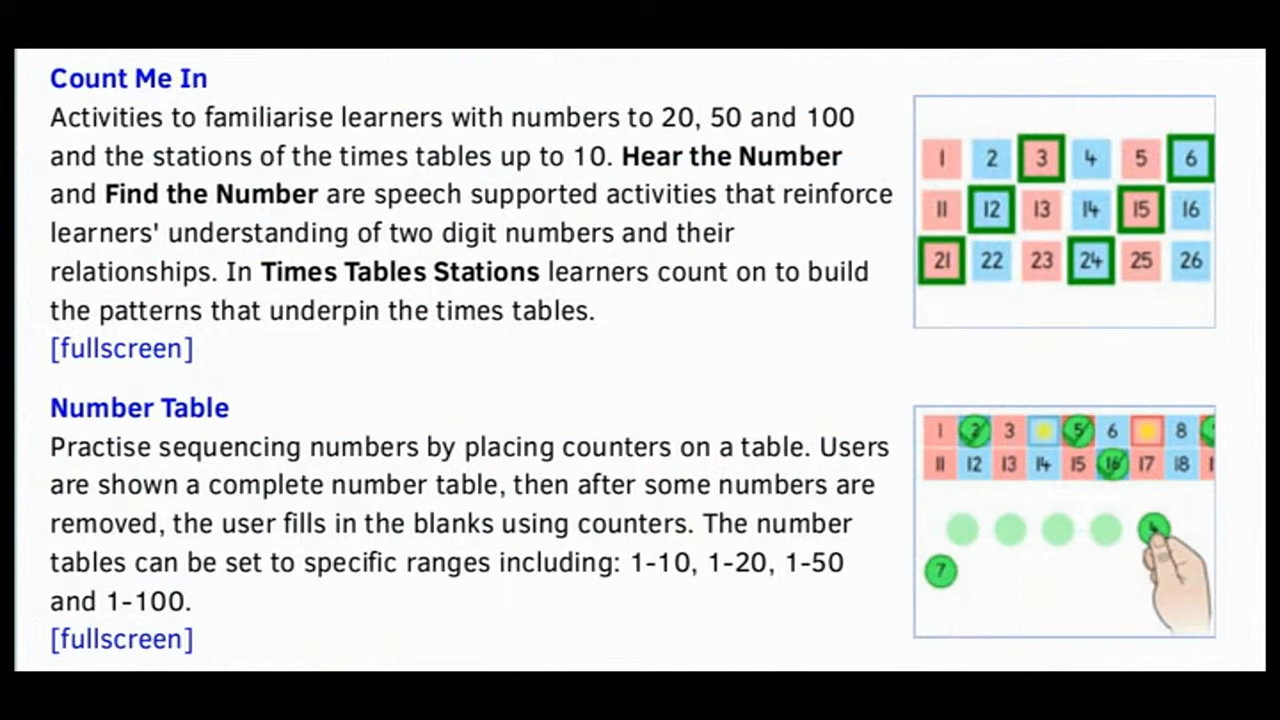 Count Me In
Activities to familiarise learners with numbers to 20, 50 and 100
and the stations of the times tables up to 10. Hear the Number
and Find the Number are speech supported activities that reinforce
learners' understanding of two digit numbers and their
relationships. In Times Tables Stations learners count on to build
the patterns that underpin the times tables.
[fullscreen]
1 2 3 4 5 6
11 12 13 14 15 16
21 22 23 24 25 26
Number Table
Practise sequencing numbers by placing counters on a table. Users
are shown a complete number table, then after some numbers are
removed, the user fills in the blanks using counters. The number
tables can be set to specific ranges including: 1-10, 1-20, 1-50
and 1-100.
[fullscreen]
1 2 3 5 6 8
11 12 13 14 15 16 17 18
7